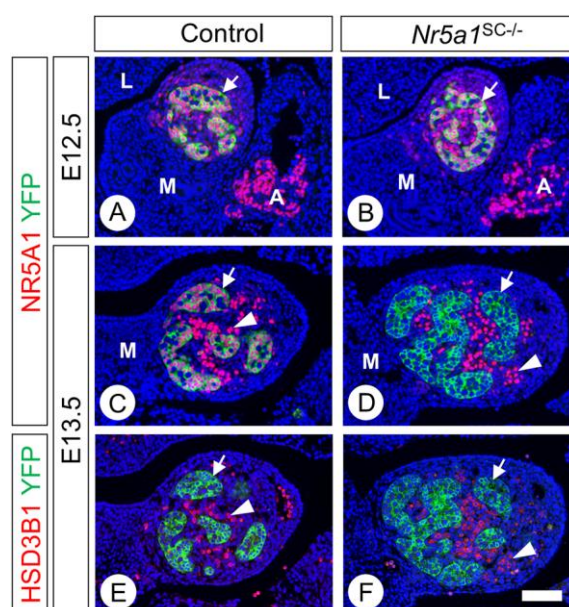 Control
Nr5a1SC-/-
NR5A1 YFP
E12.5
L
M
A
A
L
M
A
B
E13.5
M
C
M
D
HSD3B1 YFP
E
F